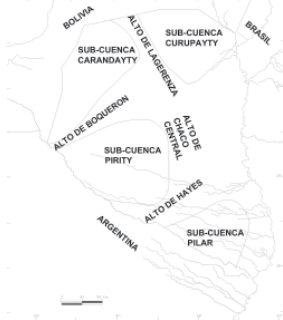 BOLIVIA
ALTO DE LAGERENZA
SUB-CUENCA
CURUPAYTY
BRASIL
SUB-CUENCA
CARANDAYTY
ALTO DE BOQUERON
ALTO DE
CHACO
CENTRAL
SUB-CUENCA
PIRITY
ALTO DE HAYES
ARGENTINA
SUB-CUENCA
PILAR